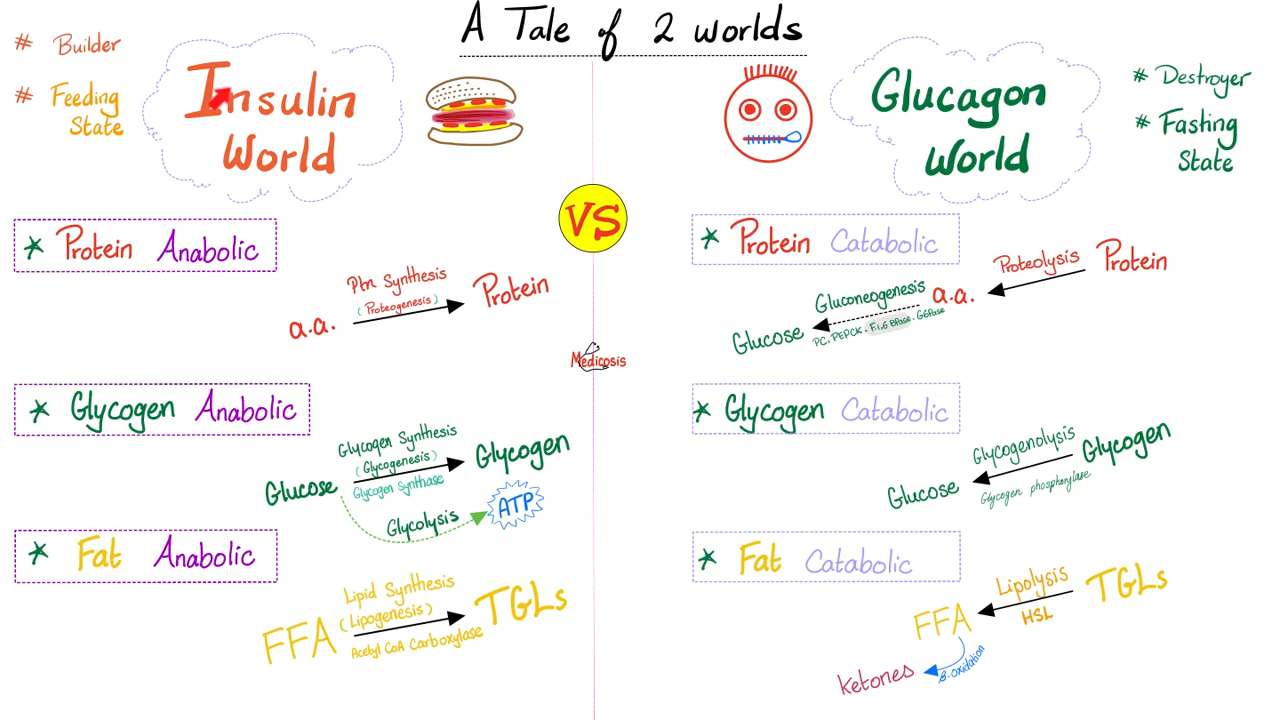 A Tale of 2 worlds
# Builder
# Feeding
State
Insulin
World
Glucagon
World
# Destroyer
# Fasting
State
VS
* Protein Anabolic
Ptn Synthesis
(Proteogenesis)
a.a.
Protein
* Protein Catabolic
Proteolysis
Protein
a.a.
Gluconeogenesis
Glucose
PC, PEPCK, F.1,6 BPase, G6Pase
Medicosis
* Glycogen Anabolic
Glycogen Synthesis
(Glycogenesis)
Glycogen Synthase
Glucose
Glycogen
Glycolysis
ATP
* Glycogen Catabolic
Glycogenolysis
Glycogen
Glycogen phosphorylase
Glucose
* Fat Anabolic
Lipid Synthesis
(Lipogenesis)
Acetyl CoA Carboxylase
FFA
TGLs
* Fat Catabolic
Lipolysis
HSL
TGLs
FFA
β-oxidation
Ketones